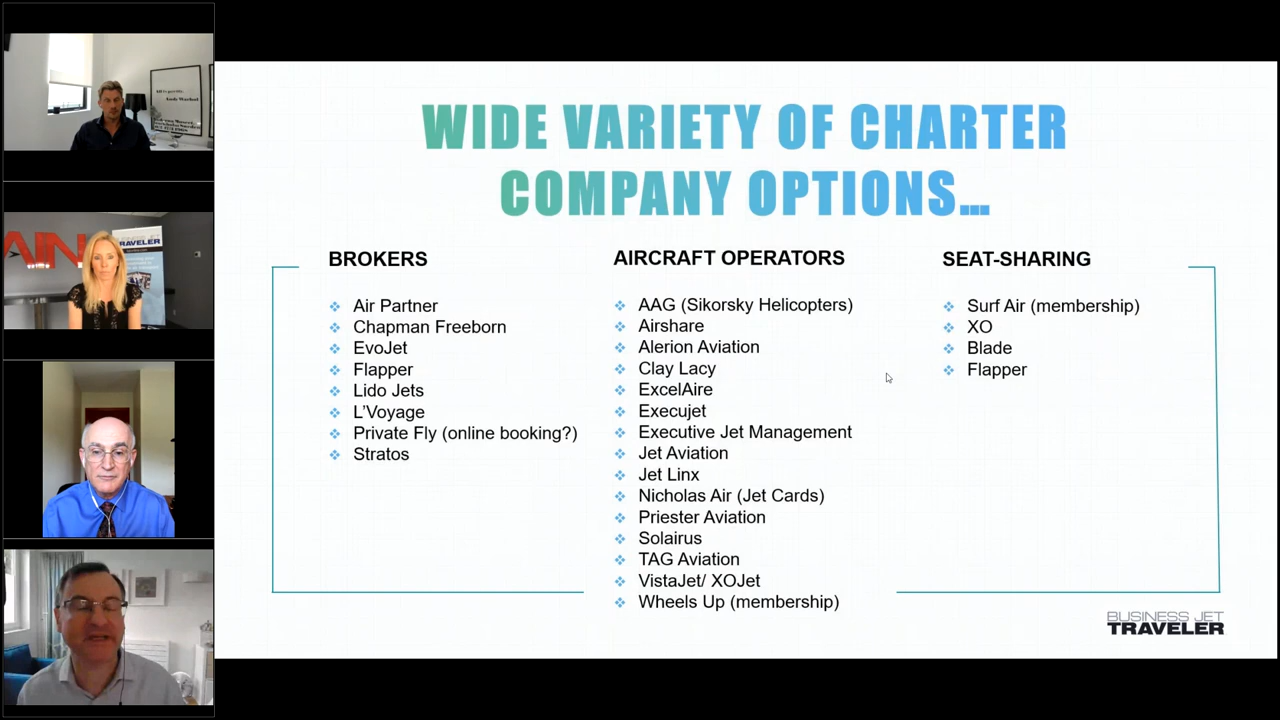 WIDE VARIETY OF CHARTER
COMPANY OPTIONS...
BROKERS
Air Partner
Chapman Freeborn
EvoJet
Flapper
Lido Jets
L'Voyage
Private Fly (online booking?)
Stratos
AIRCRAFT OPERATORS
AAG (Sikorsky Helicopters)
Airshare
Alerion Aviation
Clay Lacy
ExcelAire
Execujet
Executive Jet Management
Jet Aviation
Jet Linx
Nicholas Air (Jet Cards)
Priester Aviation
Solairus
TAG Aviation
VistaJet/ XOJet
Wheels Up (membership)
SEAT-SHARING
Surf Air (membership)
XO
Blade
Flapper
BUSINESS JET
TRAVELER
Andy Warhol
AIN
TRAVELER